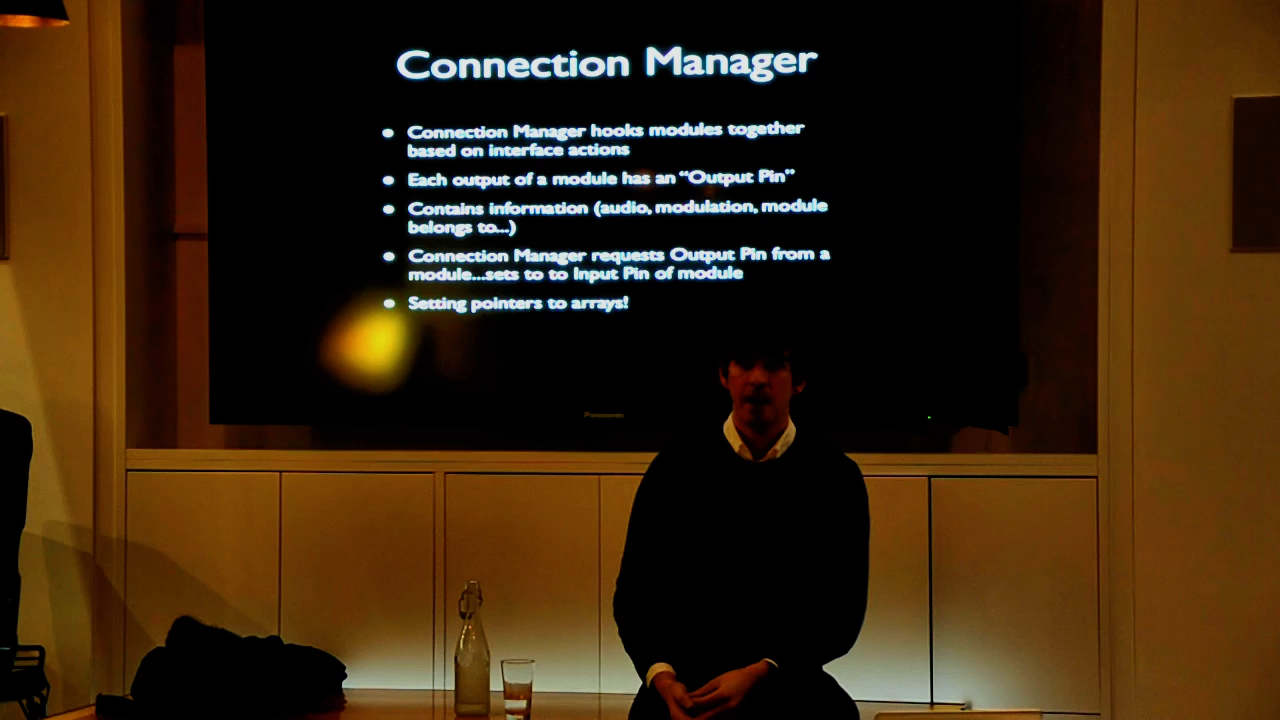 Connection Manager
• Connection Manager hooks modules together
based on interface actions
• Each output of a module has an “Output Pin”
• Contains information (audio, modulation, module
belongs to...)
• Connection Manager requests Output Pin from a
module...sets to to Input Pin of module
• Setting pointers to arrays!
Panasonic